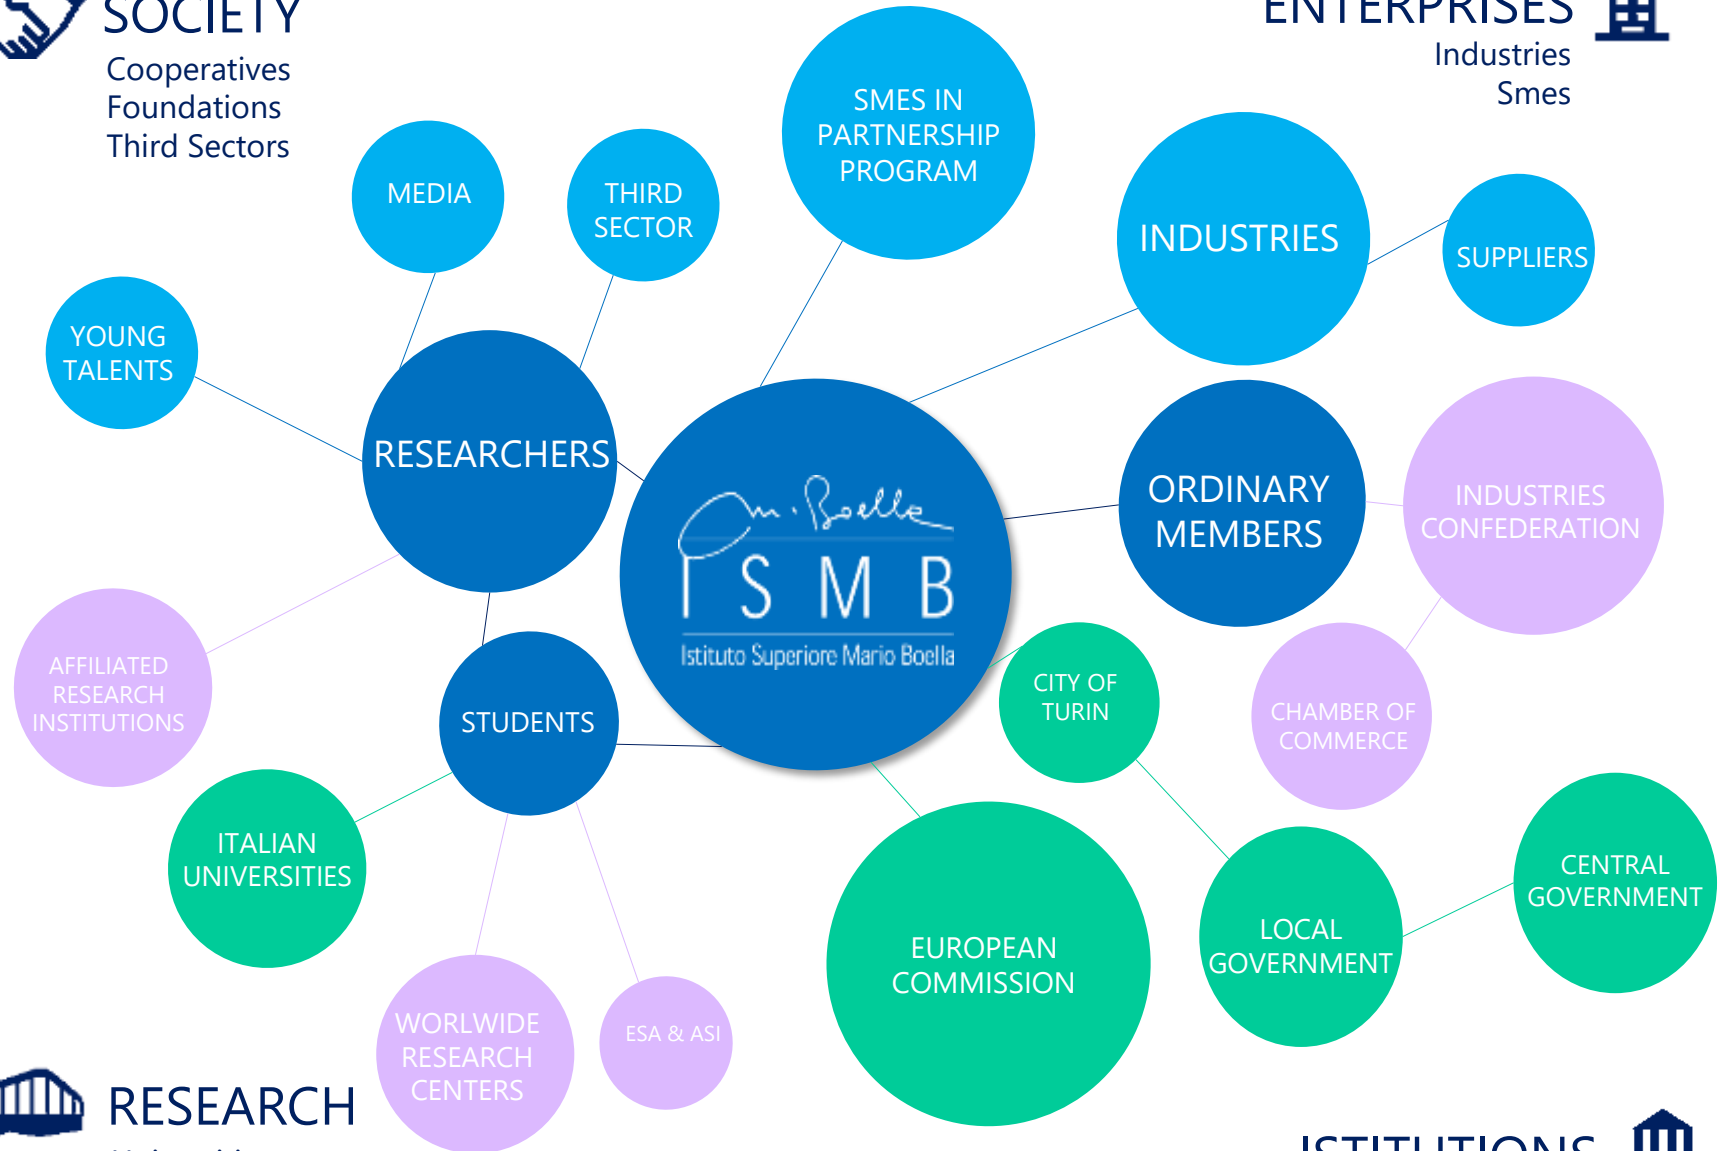 SOCIETY
Cooperatives
Foundations
Third Sectors
ENTERPRISES
Industries
Smes
SMES IN
PARTNERSHIP
PROGRAM
MEDIA
THIRD
SECTOR
INDUSTRIES
SUPPLIERS
YOUNG
TALENTS
RESEARCHERS
ORDINARY
MEMBERS
INDUSTRIES
CONFEDERATION
M. Boella
ISMB
Istituto Superiore Mario Boella
AFFILIATED
RESEARCH
INSTITUTIONS
STUDENTS
CITY OF
TURIN
CHAMBER OF
COMMERCE
ITALIAN
UNIVERSITIES
EUROPEAN
COMMISSION
LOCAL
GOVERNMENT
CENTRAL
GOVERNMENT
WORLWIDE
RESEARCH
CENTERS
ESA & ASI
RESEARCH
ISTITUTIONS